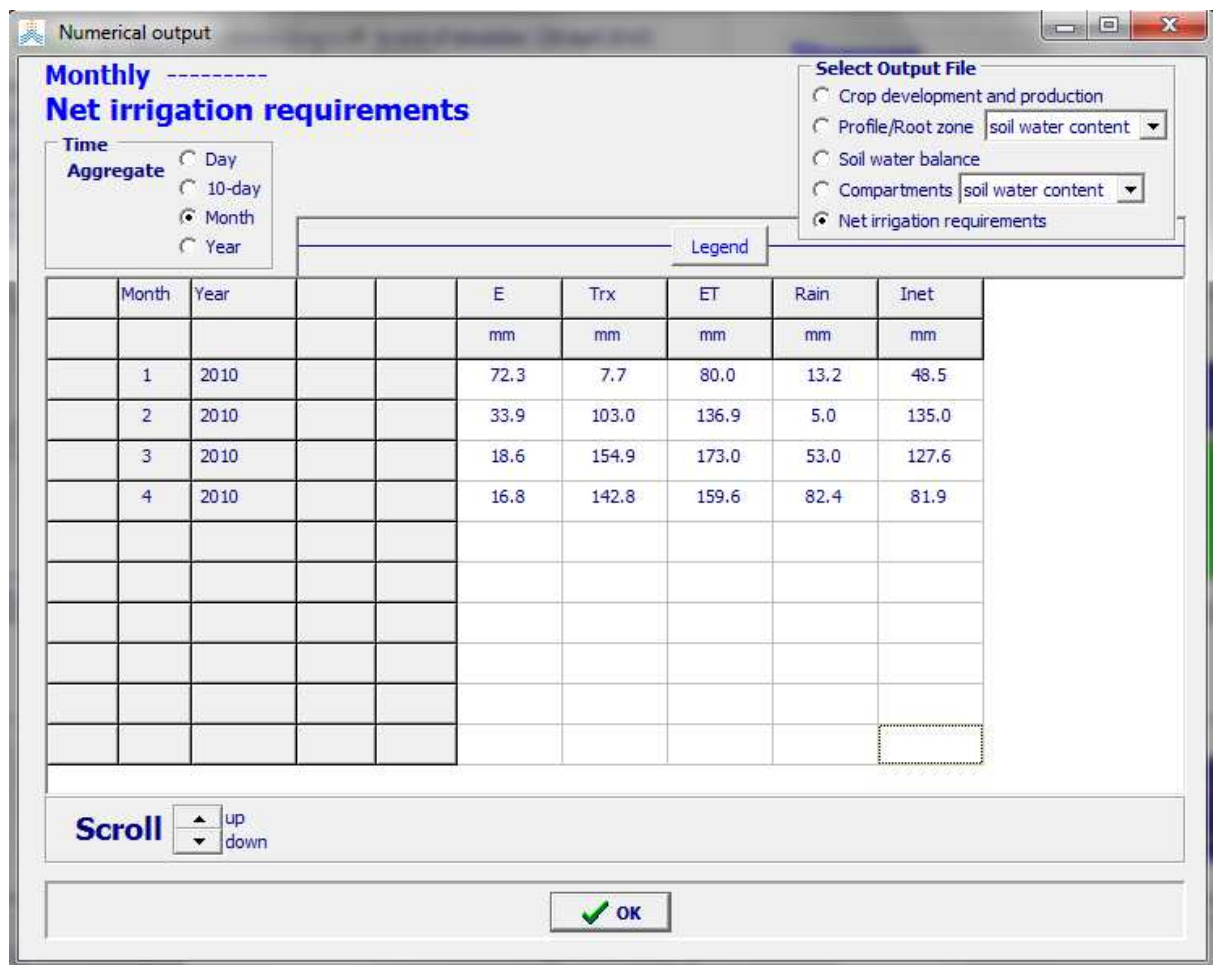 Numerical output
Monthly ---------
Net irrigation requirements
Select Output File
Crop development and production
Profile/Root zone soil water content
Soil water balance
Compartments soil water content
Net irrigation requirements
Time
Aggregate
Day
10-day
Month
Year
Legend
Month Year E Trx ET Rain Inet
mm mm mm mm mm
1 2010 72.3 7.7 80.0 13.2 48.5
2 2010 33.9 103.0 136.9 5.0 135.0
3 2010 18.6 154.9 173.0 53.0 127.6
4 2010 16.8 142.8 159.6 82.4 81.9
Scroll
up
down
OK